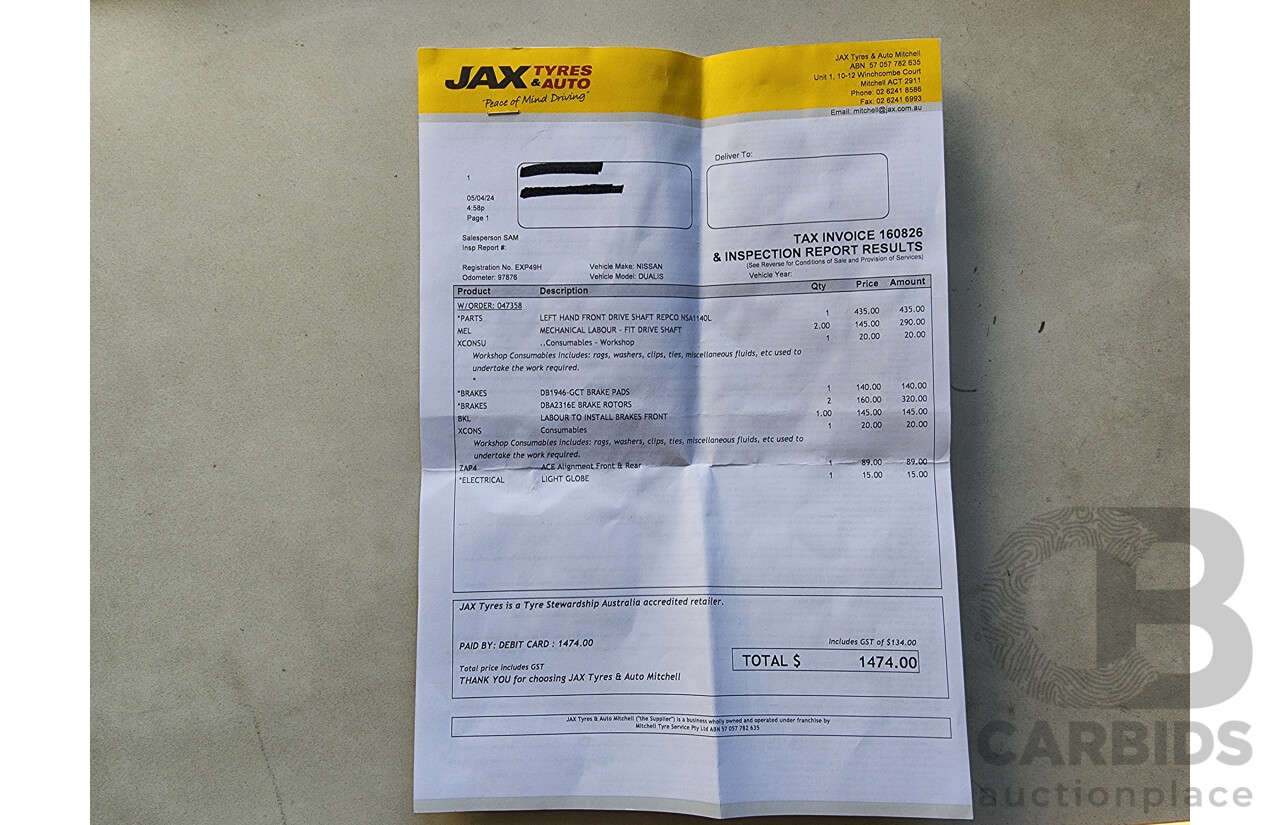 JAX TYRES & AUTO
"Peace of Mind Driving"
JAX Tyres & Auto Mitchell
ABN 57 057 782 635
Unit 1, 10-12 Winchcombe Court
Mitchell ACT 2911
Phone: 02 6241 8586
Fax: 02 6241 6993
Email: mitchell@jax.com.au
Deliver To:
1
05/04/24
4:58p
Page 1
Salesperson SAM
Insp Report #:
TAX INVOICE 160826
& INSPECTION REPORT RESULTS
(See Reverse for Conditions of Sale and Provision of Services)
Registration No. EXP49H Vehicle Make: NISSAN Vehicle Year:
Odometer: 97876 Vehicle Model: DUALIS
Product Description Qty Price Amount
W/ORDER: 047358
*PARTS LEFT HAND FRONT DRIVE SHAFT REPCO NSA1140L 1 435.00 435.00
MEL MECHANICAL LABOUR - FIT DRIVE SHAFT 2.00 145.00 290.00
XCONSU ..Consumables - Workshop 1 20.00 20.00
Workshop Consumables includes: rags, washers, clips, ties, miscellaneous fluids, etc used to
undertake the work required.
*
*BRAKES DB1946-GCT BRAKE PADS 1 140.00 140.00
*BRAKES DBA2316E BRAKE ROTORS 2 160.00 320.00
BKL LABOUR TO INSTALL BRAKES FRONT 1.00 145.00 145.00
XCONS Consumables 1 20.00 20.00
Workshop Consumables includes: rags, washers, clips, ties, miscellaneous fluids, etc used to
undertake the work required.
ZAP4 ACE Alignment Front & Rear 1 89.00 89.00
*ELECTRICAL LIGHT GLOBE 1 15.00 15.00
JAX Tyres is a Tyre Stewardship Australia accredited retailer.
PAID BY: DEBIT CARD : 1474.00
Includes GST of $134.00
TOTAL $ 1474.00
Total price includes GST
THANK YOU for choosing JAX Tyres & Auto Mitchell
JAX Tyres & Auto Mitchell ("the Supplier") is a business wholly owned and operated under franchise by
Mitchell Tyre Service Pty Ltd ABN 57 057 782 635
CB
CARBIDS
auctionplace